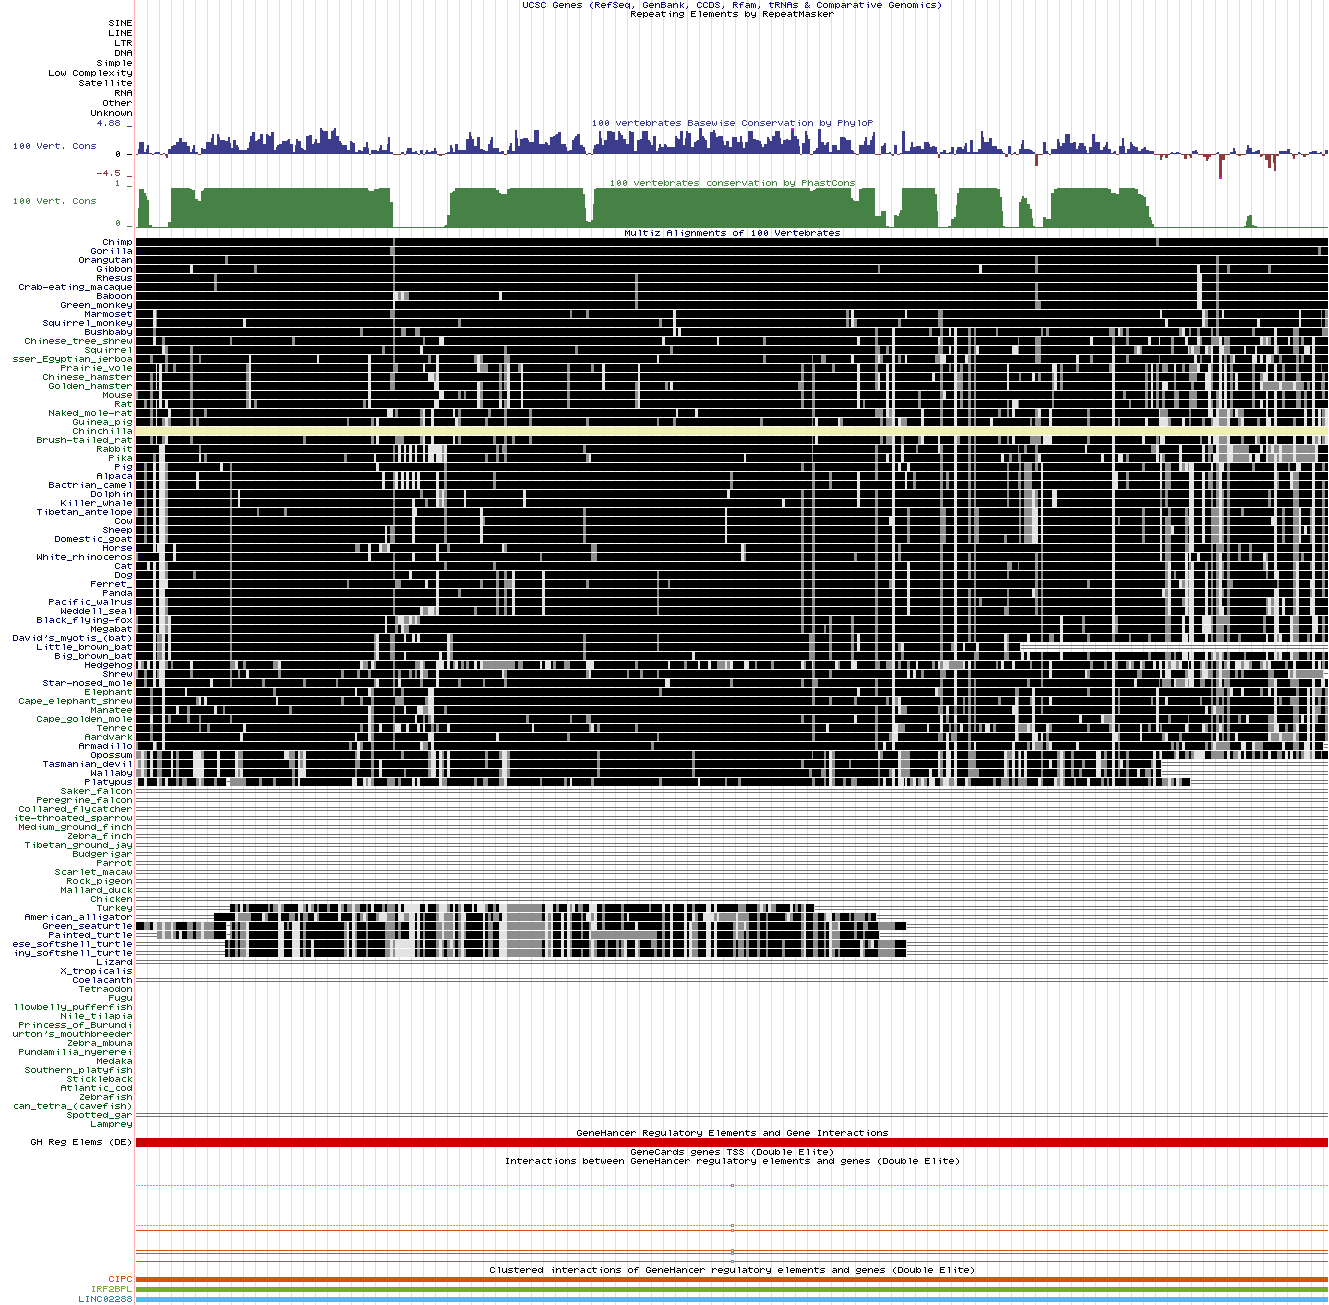 UCSC Genes (RefSeq, GenBank, CCDS, Rfam, tRNAs & Comparative Genomics)
Repeating Elements by RepeatMasker
SINE
LINE
LTR
DNA
Simple
Low Complexity
Satellite
RNA
Other
Unknown
100 vertebrates Basewise Conservation by PhyloP
4.88 _
100 Vert. Cons
0 _
-4.5 _
100 vertebrates conservation by PhastCons
1 _
100 Vert. Cons
0 _
Multiz Alignments of 100 Vertebrates
Chimp
Gorilla
Orangutan
Gibbon
Rhesus
Crab-eating_macaque
Baboon
Green_monkey
Marmoset
Squirrel_monkey
Bushbaby
Chinese_tree_shrew
Squirrel
sser_Egyptian_jerboa
Prairie_vole
Chinese_hamster
Golden_hamster
Mouse
Rat
Naked_mole-rat
Guinea_pig
Chinchilla
Brush-tailed_rat
Rabbit
Pika
Pig
Alpaca
Bactrian_camel
Dolphin
Killer_whale
Tibetan_antelope
Cow
Sheep
Domestic_goat
Horse
White_rhinoceros
Cat
Dog
Ferret_
Panda
Pacific_walrus
Weddell_seal
Black_flying-fox
Megabat
David's_myotis_(bat)
Little_brown_bat
Big_brown_bat
Hedgehog
Shrew
Star-nosed_mole
Elephant
Cape_elephant_shrew
Manatee
Cape_golden_mole
Tenrec
Aardvark
Armadillo
Opossum
Tasmanian_devil
Wallaby
Platypus
Saker_falcon
Peregrine_falcon
Collared_flycatcher
ite-throated_sparrow
Medium_ground_finch
Zebra_finch
Tibetan_ground_jay
Budgerigar
Parrot
Scarlet_macaw
Rock_pigeon
Mallard_duck
Chicken
Turkey
American_alligator
Green_seaturtle
Painted_turtle
ese_softshell_turtle
iny_softshell_turtle
Lizard
X_tropicalis
Coelacanth
Tetraodon
Fugu
llowbelly_pufferfish
Nile_tilapia
Princess_of_Burundi
urton's_mouthbreeder
Zebra_mbuna
Pundamilia_nyererei
Medaka
Southern_platyfish
Stickleback
Atlantic_cod
Zebrafish
can_tetra_(cavefish)
Spotted_gar
Lamprey
GeneHancer Regulatory Elements and Gene Interactions
GH Reg Elems (DE)
GeneCards genes TSS (Double Elite)
Interactions between GeneHancer regulatory elements and genes (Double Elite)
Clustered interactions of GeneHancer regulatory elements and genes (Double Elite)
CIPC
IRF2BPL
LINC02288